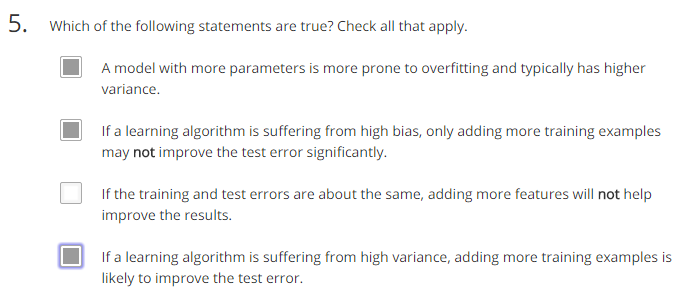 5. Which of the following statements are true? Check all that apply.
A model with more parameters is more prone to overfitting and typically has higher
variance.
If a learning algorithm is suffering from high bias, only adding more training examples
may not improve the test error significantly.
If the training and test errors are about the same, adding more features will not help
improve the results.
If a learning algorithm is suffering from high variance, adding more training examples is
likely to improve the test error.